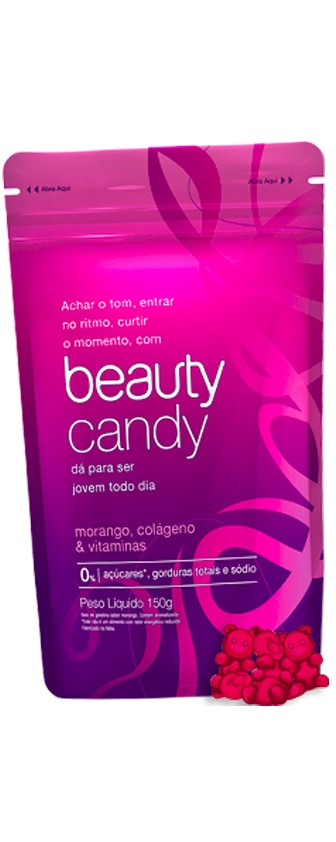 Abra Aqui
Abra Aqui
Achar o tom, entrar
no ritmo, curtir
o momento, com
beauty
candy
dá para ser
jovem todo dia
morango, colágeno
& vitaminas
0% | açúcares*, gorduras totais e sódio
Peso Líquido 150g